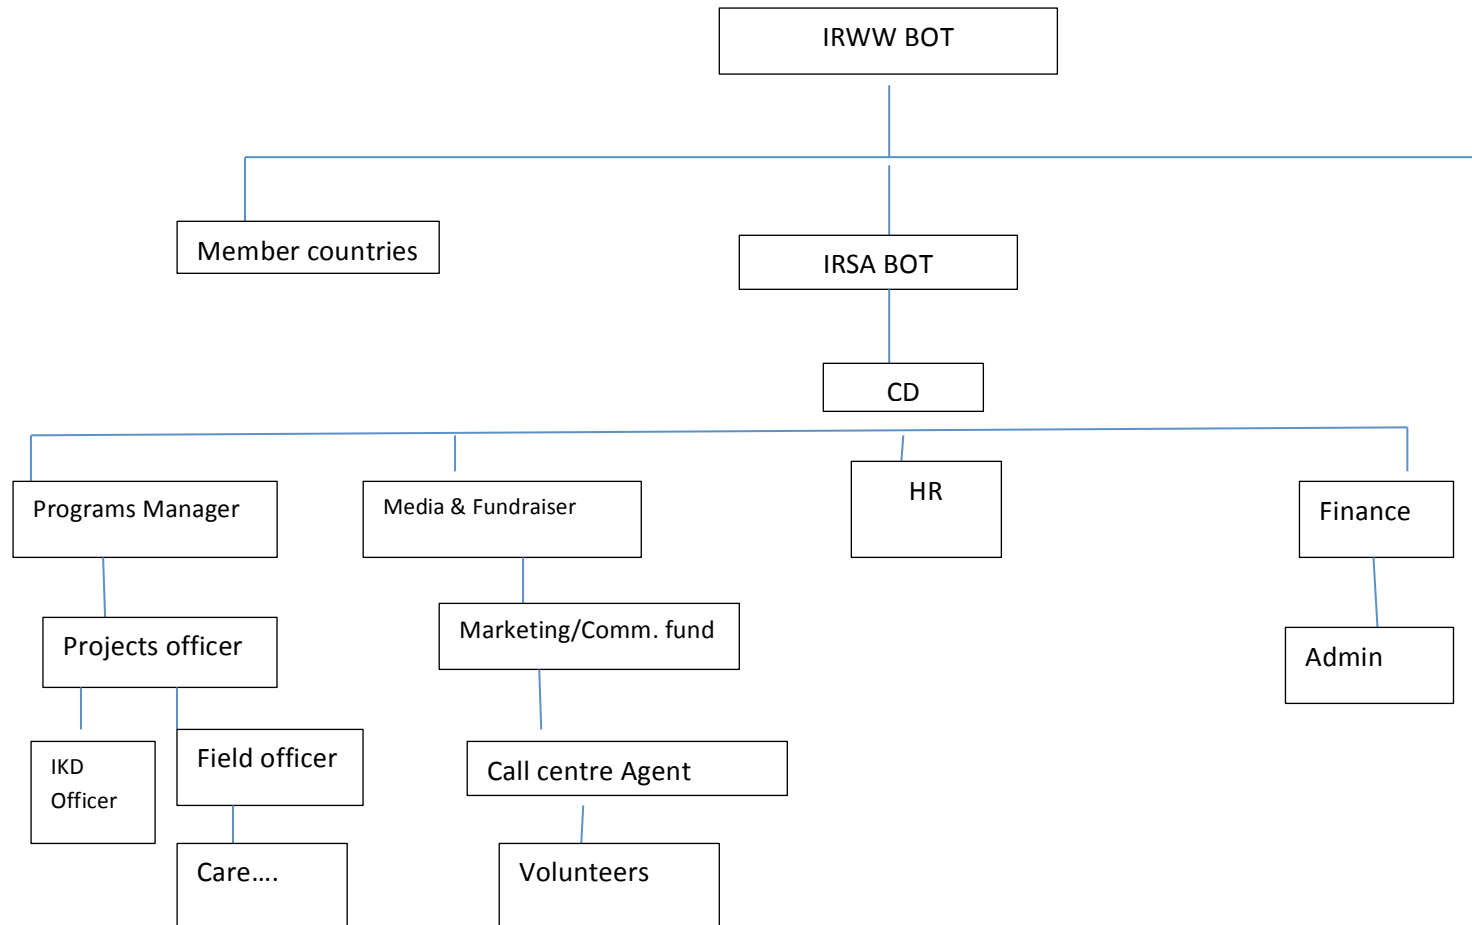 IRWW BOT
Member countries
IRSA BOT
CD
Programs Manager
Media & Fundraiser
HR
Finance
Projects officer
Marketing/Comm. fund
Admin
IKD
Officer
Field officer
Call centre Agent
Care....
Volunteers